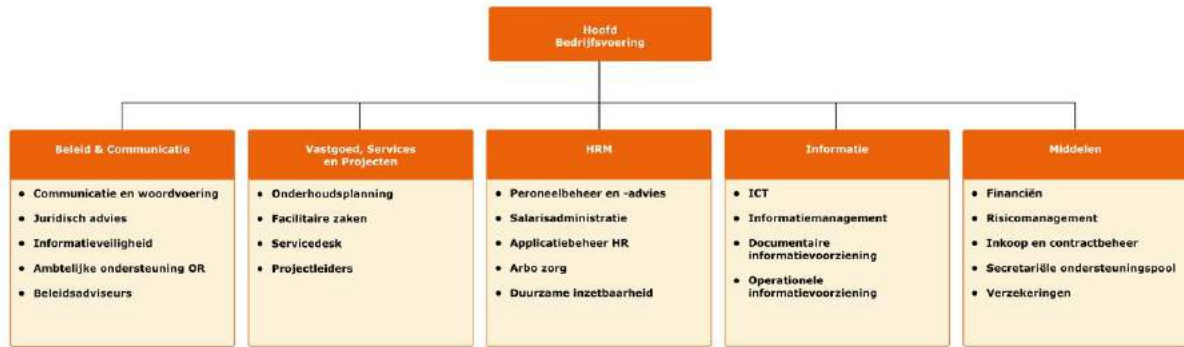 Hoofd
Bedrijfsvoering
Beleid & Communicatie
• Communicatie en woordvoering
• Juridisch advies
• Informatieveiligheid
• Ambtelijke ondersteuning OR
• Beleidsadviseurs
Vastgoed, Services
en Projecten
• Onderhoudsplanning
• Facilitaire zaken
• Servicedesk
• Projectleiders
HRM
• Peroneelbeheer en -advies
• Salarisadministratie
• Applicatiebeheer HR
• Arbo zorg
• Duurzame inzetbaarheid
Informatie
• ICT
• Informatiemanagement
• Documentaire
informatievoorziening
• Operationele
informatievoorziening
Middelen
• Financiën
• Risicomanagement
• Inkoop en contractbeheer
• Secretariële ondersteuningspool
• Verzekeringen